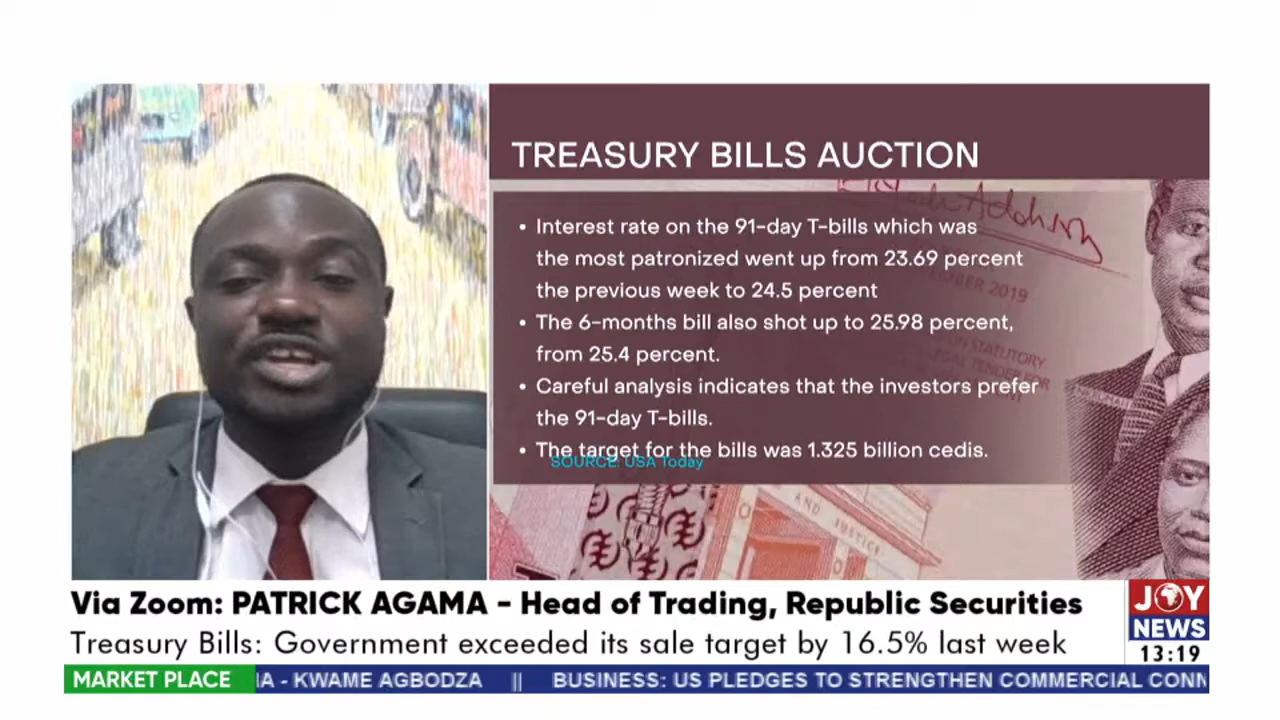 TREASURY BILLS AUCTION
• Interest rate on the 91-day T-bills which was
the most patronized went up from 23.69 percent
the previous week to 24.5 percent
• The 6-months bill also shot up to 25.98 percent,
from 25.4 percent.
• Careful analysis indicates that the investors prefer
the 91-day T-bills.
• The target for the bills was 1.325 billion cedis.
SOURCE: USA Today
AND JUSTICE
Via Zoom: PATRICK AGAMA - Head of Trading, Republic Securities
Treasury Bills: Government exceeded its sale target by 16.5% last week
JOY
NEWS
13:19
MARKET PLACE
IA - KWAME AGBODZA || BUSINESS: US PLEDGES TO STRENGTHEN COMMERCIAL CONN